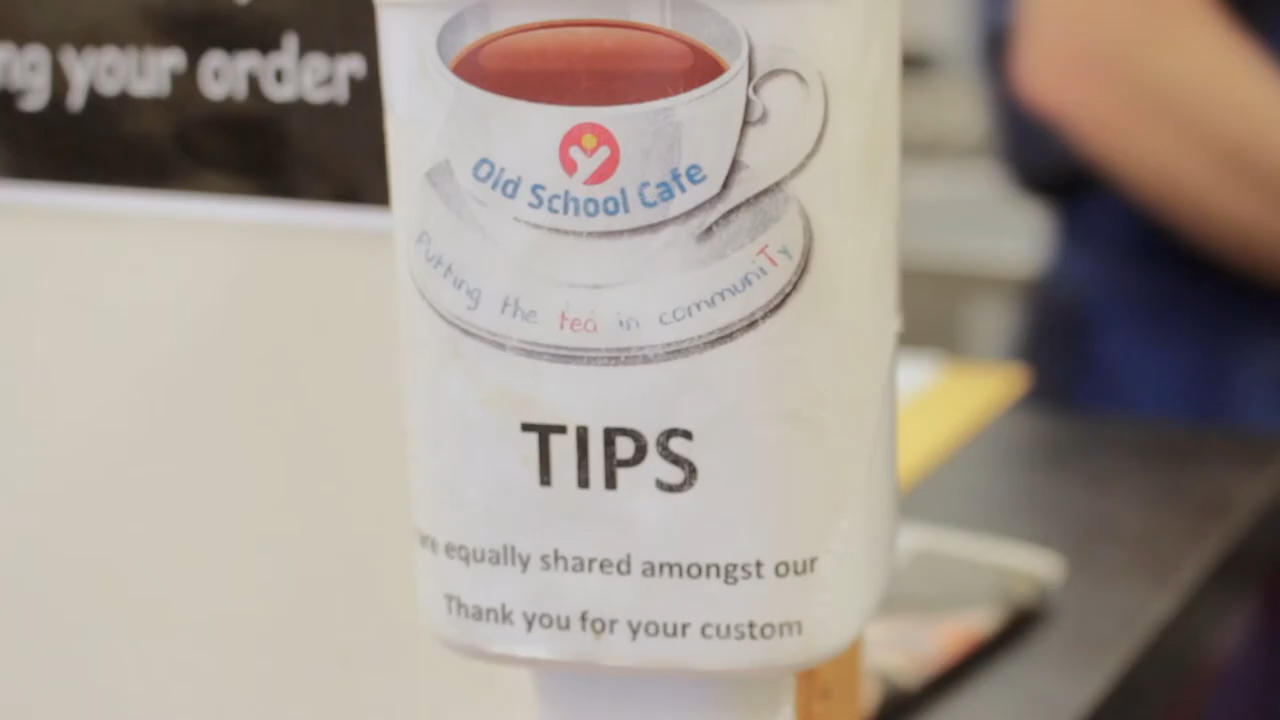 ng your order
Old School Cafe
Putting the tea in communiTy
TIPS
are equally shared amongst our
Thank you for your custom